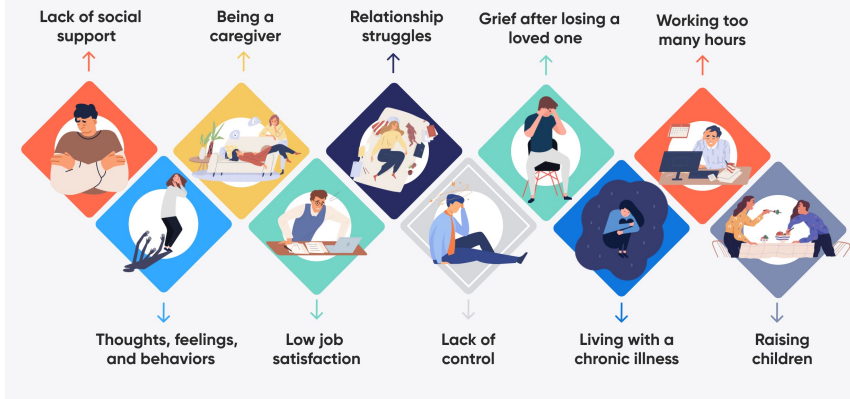 Lack of social
support
Being a
caregiver
Relationship
struggles
Grief after losing a
loved one
Working too
many hours
Thoughts, feelings,
and behaviors
Low job
satisfaction
Lack of
control
Living with a
chronic illness
Raising
children